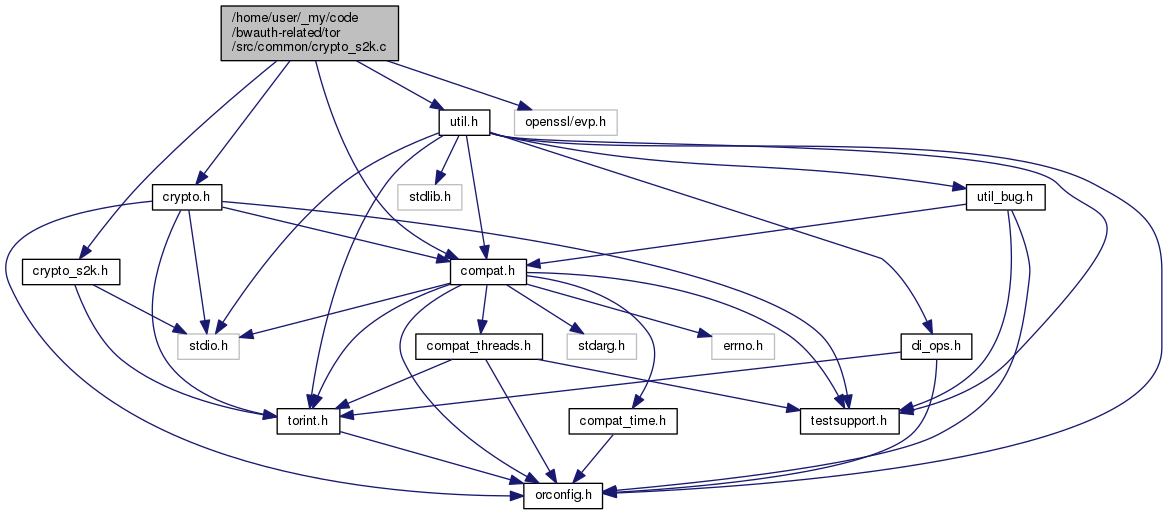 /home/user/_my/code
/bwauth-related/tor
/src/common/crypto_s2k.c
util.h
openssl/evp.h
crypto.h
stdlib.h
util_bug.h
crypto_s2k.h
compat.h
stdio.h
compat_threads.h
stdarg.h
errno.h
di_ops.h
torint.h
compat_time.h
testsupport.h
orconfig.h